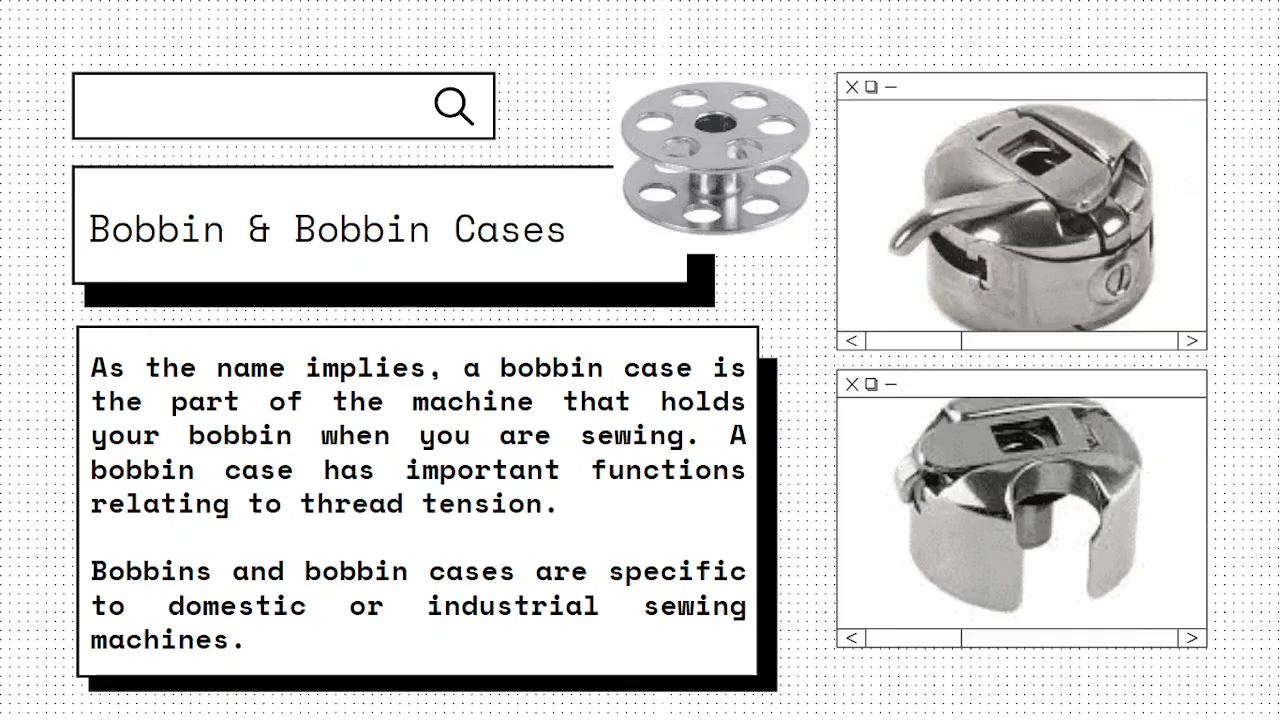 Bobbin & Bobbin Cases
As the name implies, a bobbin case is
the part of the machine that holds
your bobbin when you are sewing. A
bobbin case has important functions
relating to thread tension.
Bobbins and bobbin cases are specific
to domestic or industrial sewing
machines.